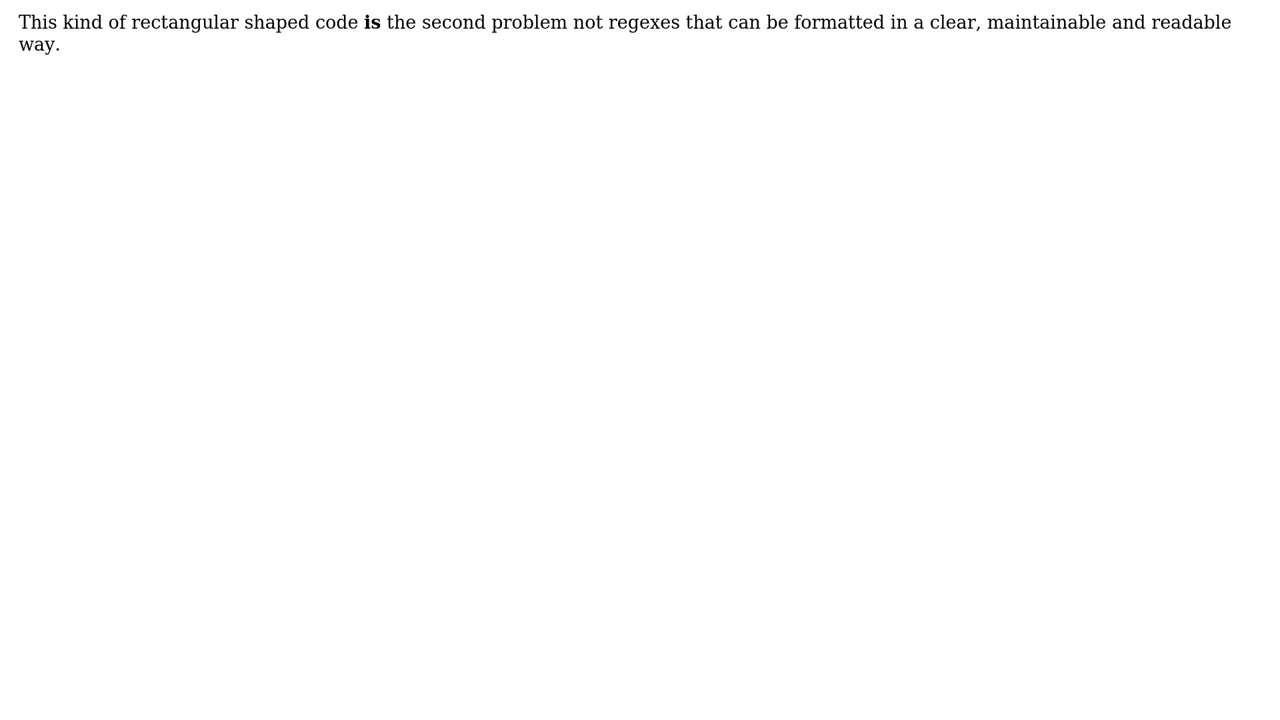 This kind of rectangular shaped code is the second problem not regexes that can be formatted in a clear, maintainable and readable
way.